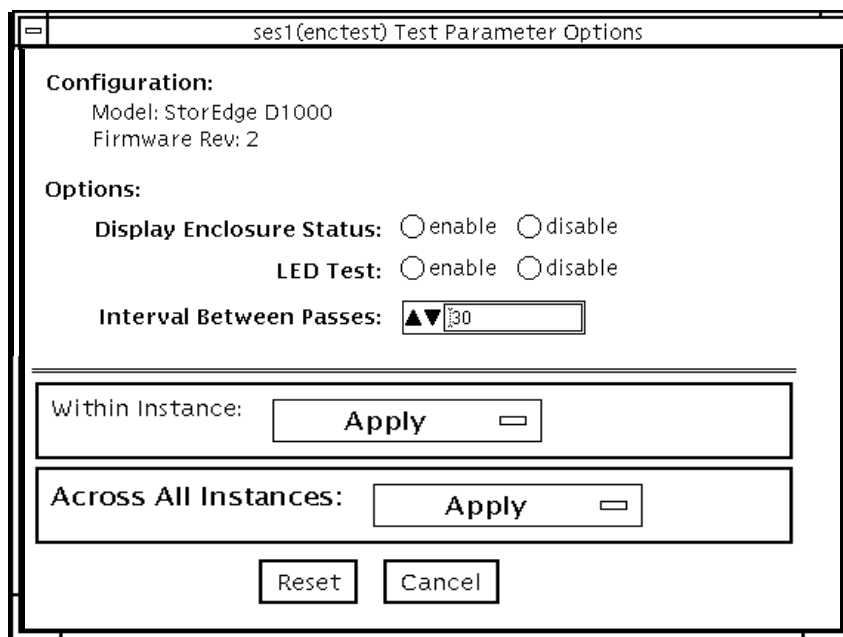 ses1(enctest) Test Parameter Options
Configuration:
Model: StorEdge D1000
Firmware Rev: 2
Options:
Display Enclosure Status: enable disable
LED Test: enable disable
Interval Between Passes: 30
Within Instance: Apply
Across All Instances: Apply
Reset Cancel